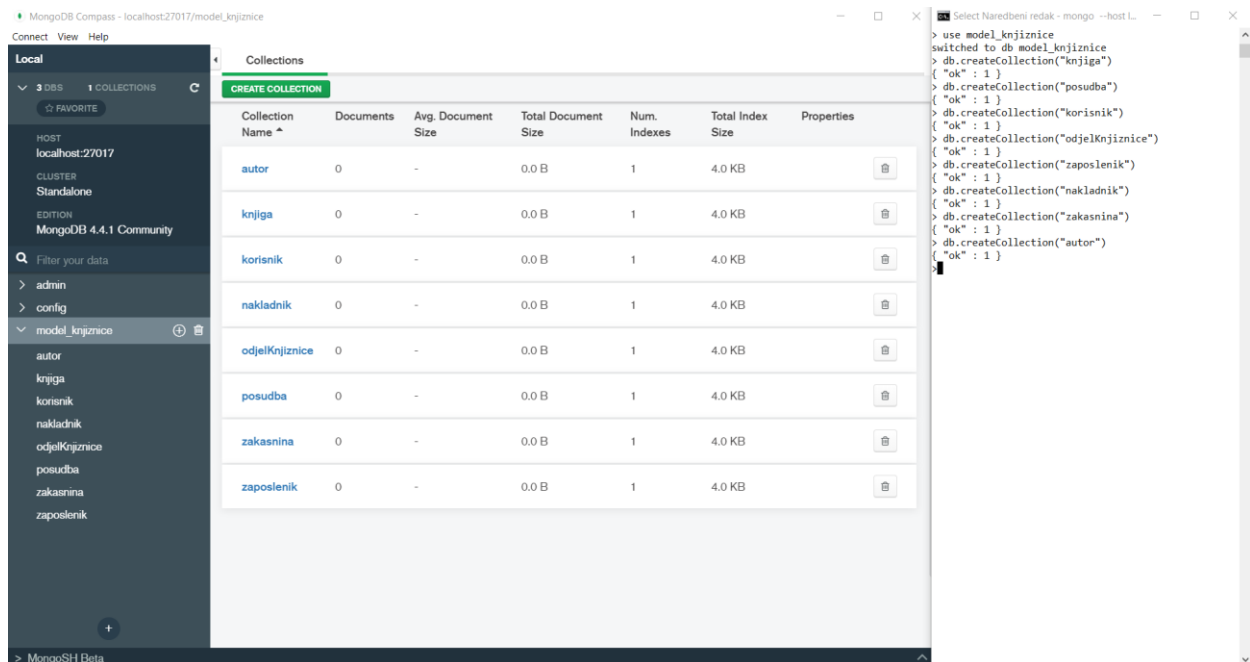 MongoDB Compass - localhost:27017/model_knjiznice
Connect View Help
Local
3 DBS 1 COLLECTIONS
☆ FAVORITE
HOST
localhost:27017
CLUSTER
Standalone
EDITION
MongoDB 4.4.1 Community
Filter your data
> admin
> config
model_knjiznice
autor
knjiga
korisnik
nakladnik
odjelKnjiznice
posudba
zakasnina
zaposlenik
+
> MongoSH Beta
Collections
CREATE COLLECTION
Collection Name Documents Avg. Document Size Total Document Size Num. Indexes Total Index Size Properties
autor 0 - 0.0 B 1 4.0 KB
knjiga 0 - 0.0 B 1 4.0 KB
korisnik 0 - 0.0 B 1 4.0 KB
nakladnik 0 - 0.0 B 1 4.0 KB
odjelKnjiznice 0 - 0.0 B 1 4.0 KB
posudba 0 - 0.0 B 1 4.0 KB
zakasnina 0 - 0.0 B 1 4.0 KB
zaposlenik 0 - 0.0 B 1 4.0 KB
Select Naredbeni redak - mongo --host l...
> use model_knjiznice
switched to db model_knjiznice
> db.createCollection("knjiga")
{ "ok" : 1 }
> db.createCollection("posudba")
{ "ok" : 1 }
> db.createCollection("korisnik")
{ "ok" : 1 }
> db.createCollection("odjelKnjiznice")
{ "ok" : 1 }
> db.createCollection("zaposlenik")
{ "ok" : 1 }
> db.createCollection("nakladnik")
{ "ok" : 1 }
> db.createCollection("zakasnina")
{ "ok" : 1 }
> db.createCollection("autor")
{ "ok" : 1 }
>